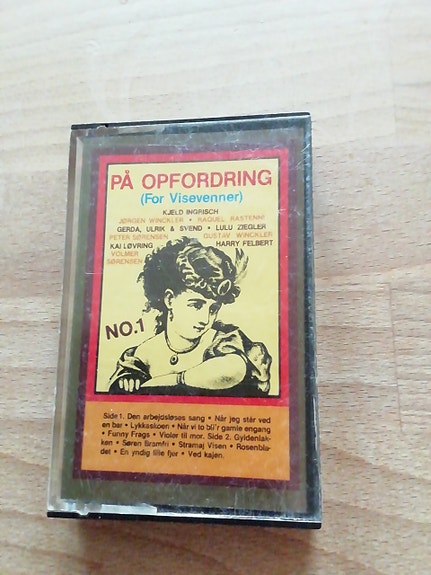 PÅ OPFORDRING
(For Visevenner)
KJELD INGRISCH
JØRGEN WINCKLER • RAQUEL RASTENNI
GERDA, ULRIK & SVEND • LULU ZIEGLER
PETER SØRENSEN GUSTAV WINCKLER
KAI LØVRING HARRY FELBERT
VOLMER
SØRENSEN
NO.1
Side 1. Den arbejdsløses sang • Når jeg står ved
en bar • Lykkeskoen • Når vi to bli'r gamle engang
• Funny Frags • Violer til mor. Side 2. Gyldenlak-
ken • Søren Bramfri • Stramaj Visen • Rosenbla-
det • En yndig lille fjer • Ved kajen.